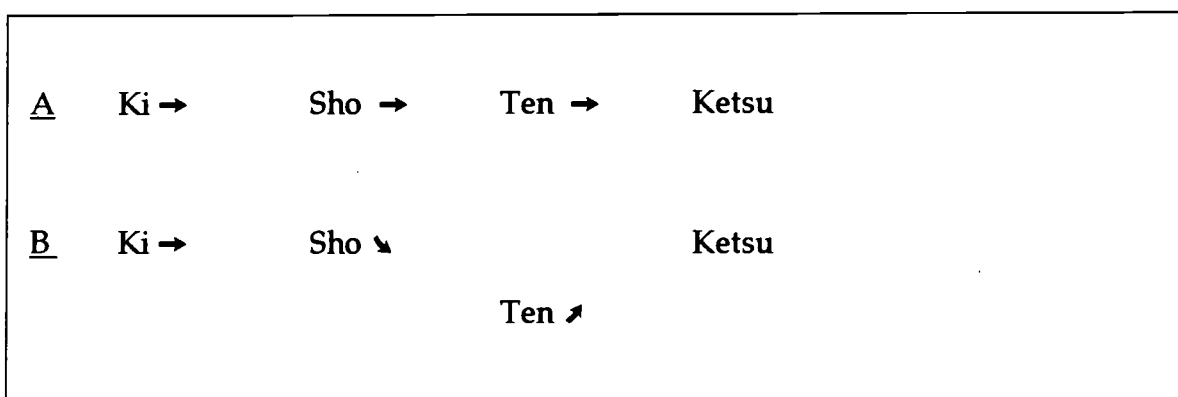 A Ki → Sho → Ten → Ketsu
B Ki → Sho ↘ Ketsu
Ten ↗